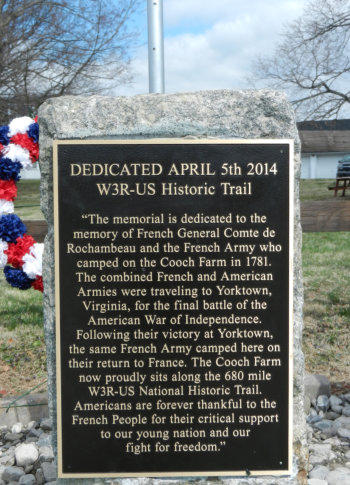 DEDICATED APRIL 5th 2014
W3R-US Historic Trail
“The memorial is dedicated to the
memory of French General Comte de
Rochambeau and the French Army who
camped on the Cooch Farm in 1781.
The combined French and American
Armies were traveling to Yorktown,
Virginia, for the final battle of the
American War of Independence.
Following their victory at Yorktown,
the same French Army camped here on
their return to France. The Cooch Farm
now proudly sits along the 680 mile
W3R-US National Historic Trail.
Americans are forever thankful to the
French People for their critical support
to our young nation and our
fight for freedom.”